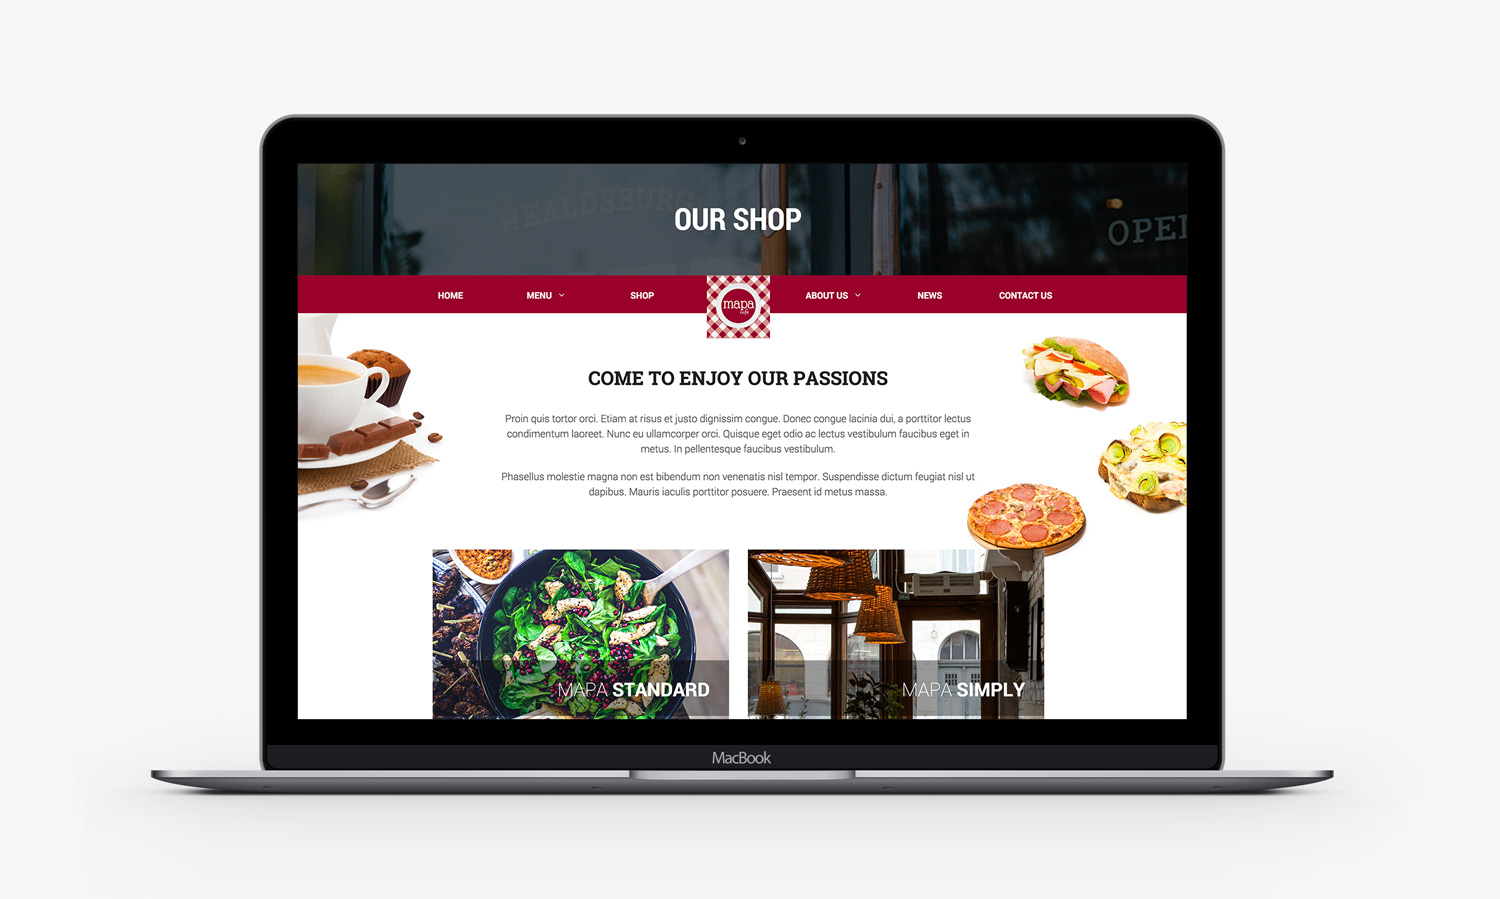 HEALDSBURG
OUR SHOP
OPEN
HOME MENU SHOP mapa cafe ABOUT US NEWS CONTACT US
COME TO ENJOY OUR PASSIONS
Proin quis tortor orci. Etiam at risus et justo dignissim congue. Donec congue lacinia dui, a porttitor lectus
condimentum laoreet. Nunc eu ullamcorper orci. Quisque eget odio ac lectus vestibulum faucibus eget in
metus. In pellentesque faucibus vestibulum.
Phasellus molestie magna non est bibendum non venenatis nisl tempor. Suspendisse dictum feugiat nisl ut
dapibus. Mauris iaculis porttitor posuere. Praesent id metus massa.
MAPA STANDARD
MAPA SIMPLY
MacBook